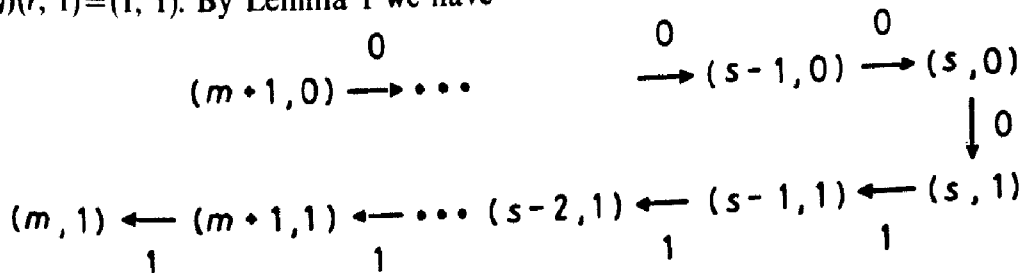 )(r, 1)=(1, 1). By Lemma 1 we have
0 0 0
(m+1,0) → ••• → (s-1,0) → (s,0)
↓ 0
(m,1) ← (m+1,1) ← ••• (s-2,1) ← (s-1,1) ← (s,1)
1 1 1 1